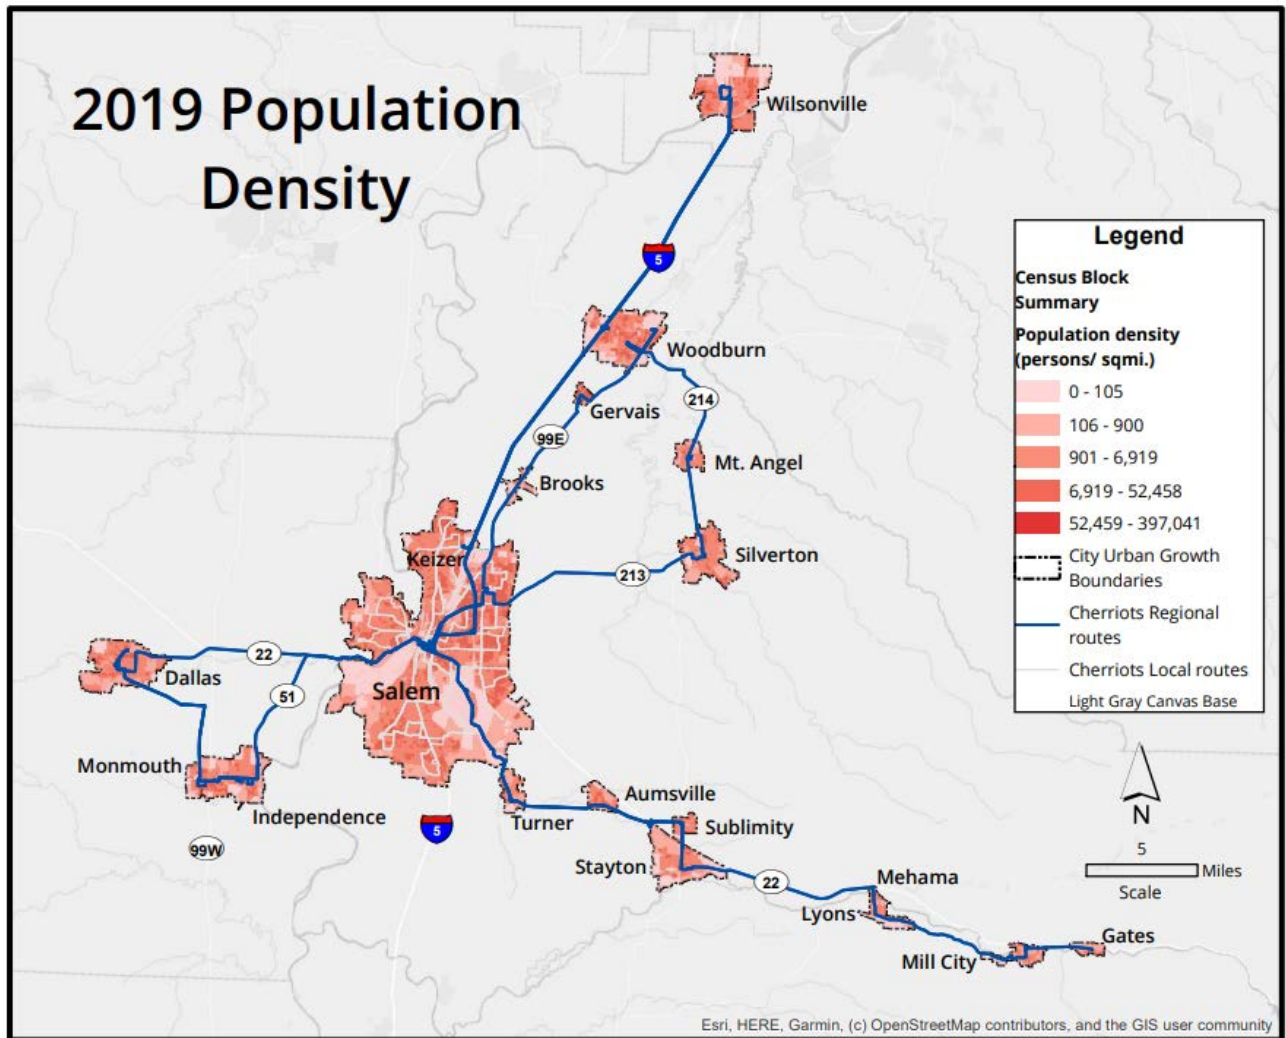 2019 Population
Density
Wilsonville
5
Woodburn
Gervais
214
99E
Mt. Angel
Brooks
Silverton
Keizer
213
22
Dallas
Salem
51
Monmouth
Independence
99W
5
Turner
Aumsville
Sublimity
Stayton
22
Mehama
Lyons
Mill City
Gates
Legend
Census Block
Summary
Population density
(persons/ sqmi.)
0 - 105
106 - 900
901 - 6,919
6,919 - 52,458
52,459 - 397,041
City Urban Growth
Boundaries
Cherriots Regional
routes
Cherriots Local routes
Light Gray Canvas Base
N
5
Miles
Scale
Esri, HERE, Garmin, (c) OpenStreetMap contributors, and the GIS user community